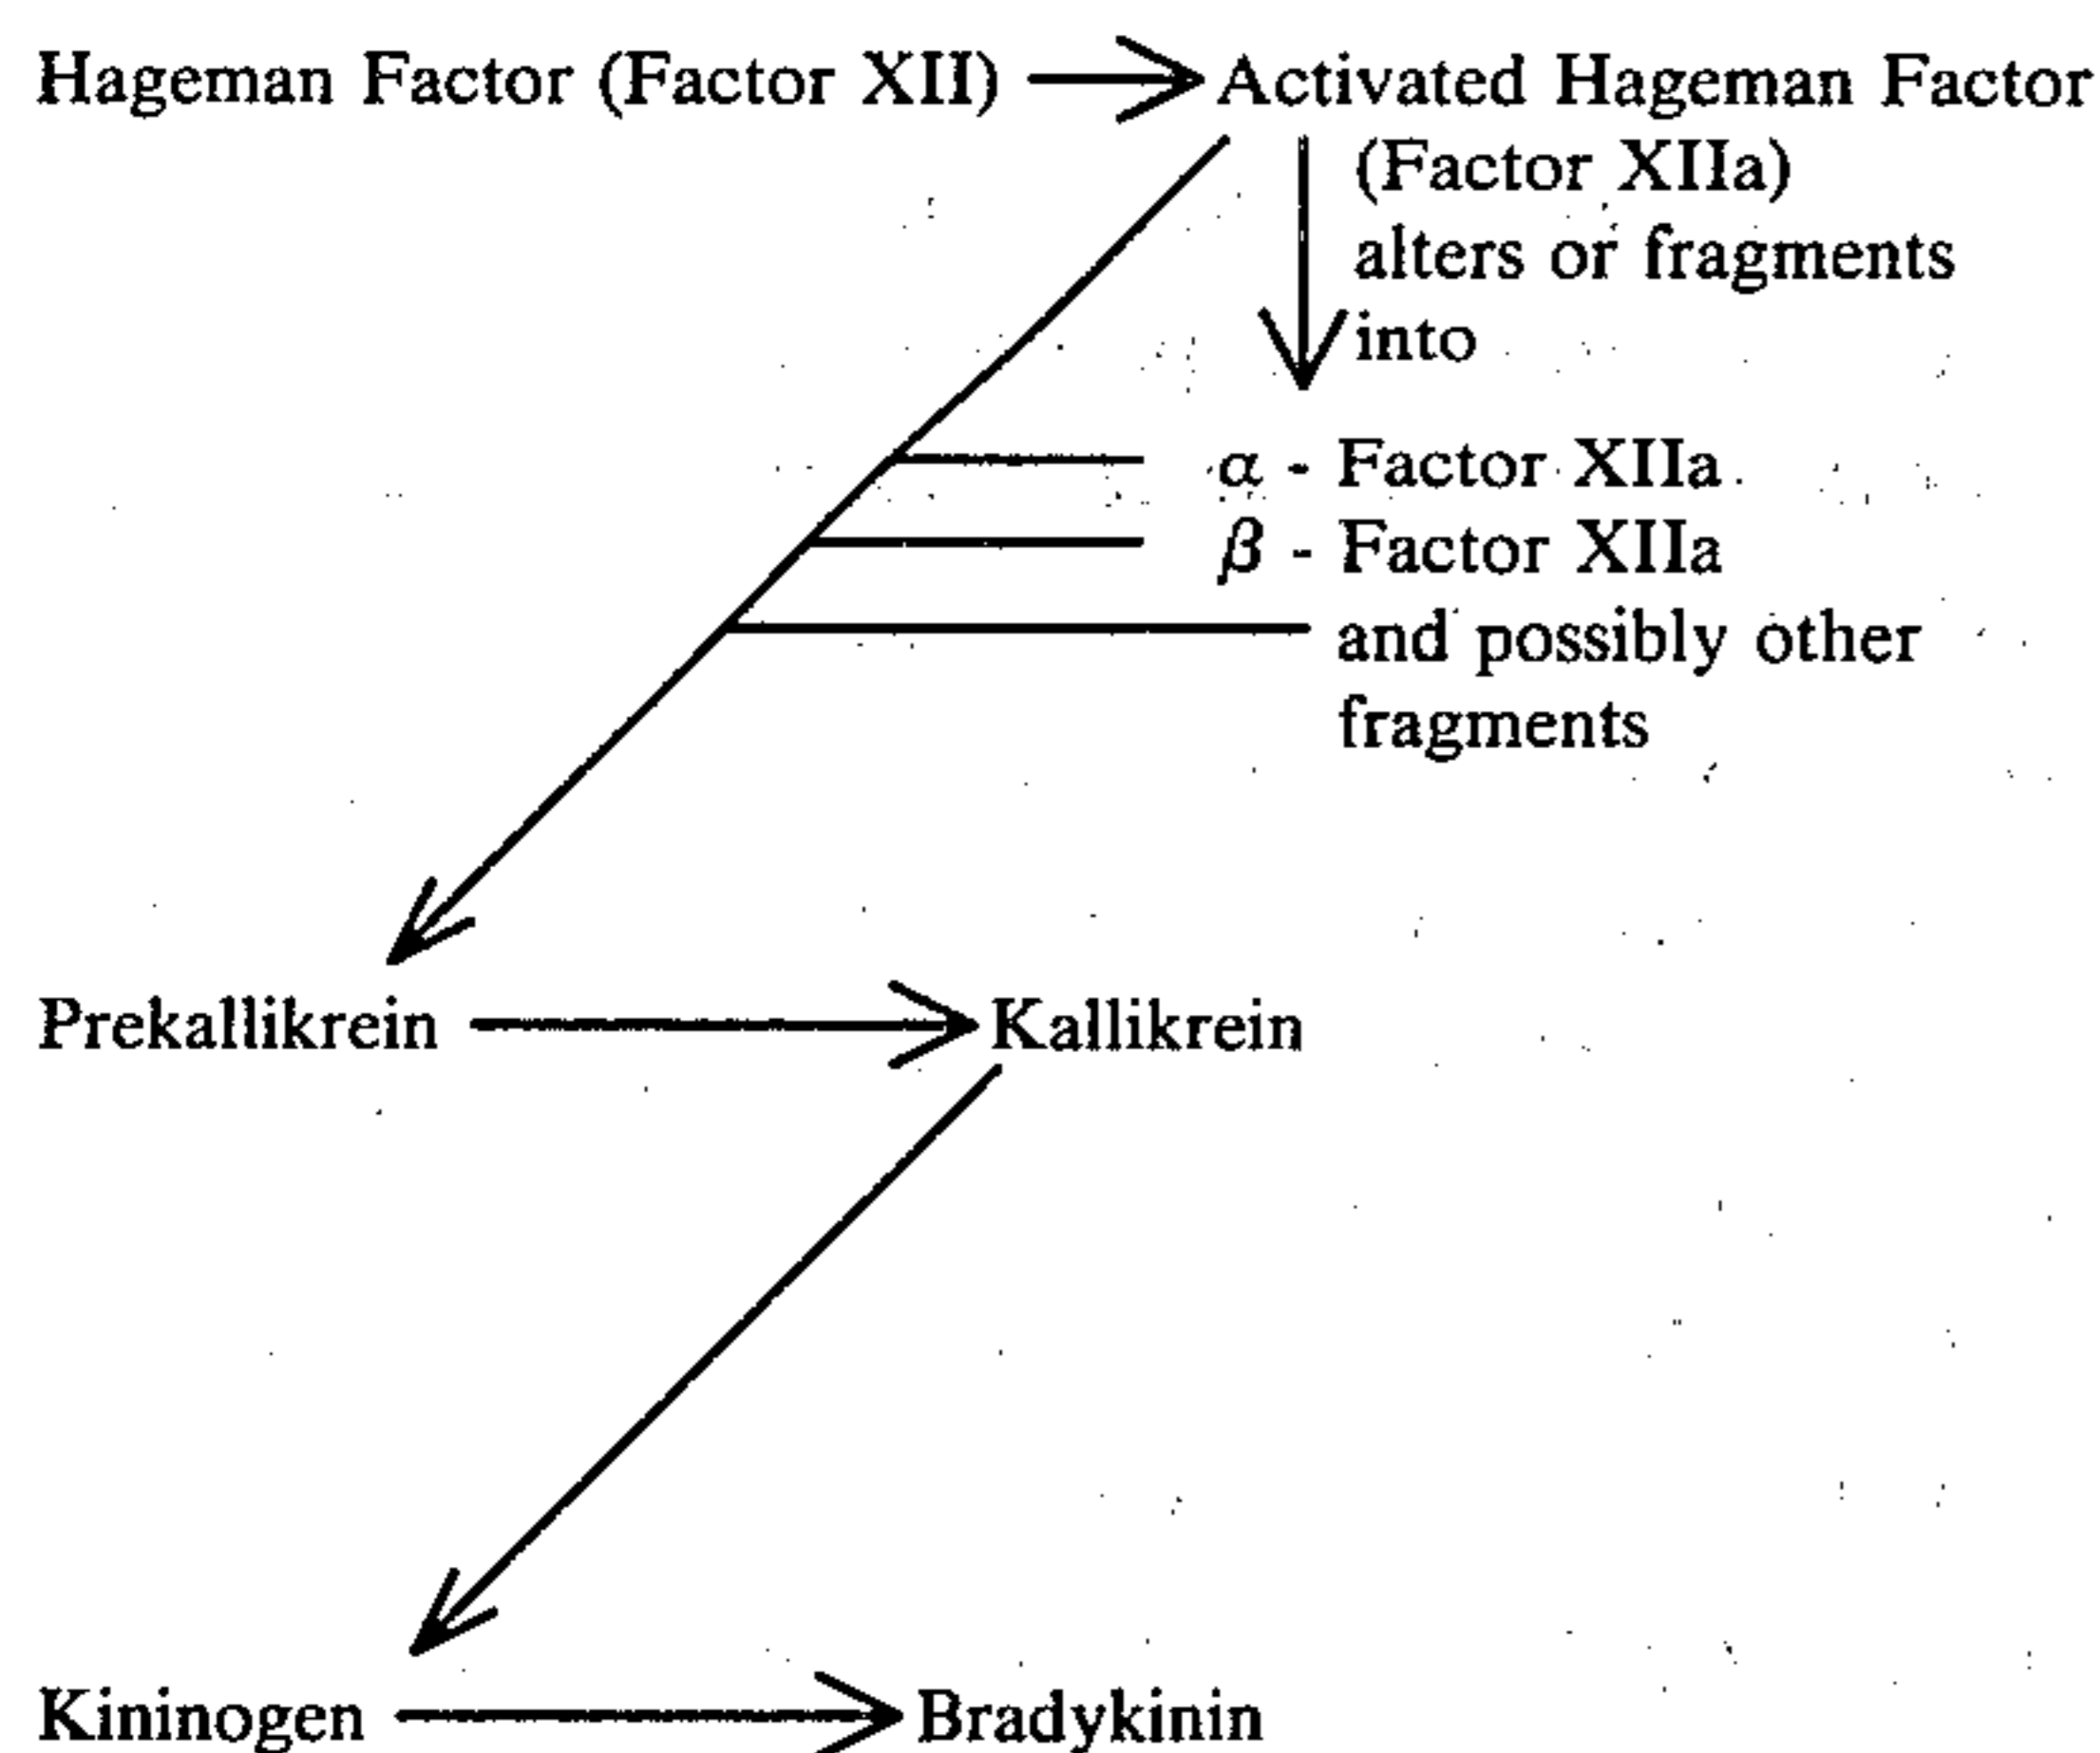 Hageman Factor (Factor XII) Activated Hageman Factor
(Factor XIIa)
alters or fragments
into
α - Factor XIIa
β - Factor XIIa
and possibly other
fragments
Prekallikrein Kallikrein
Kininogen Bradykinin